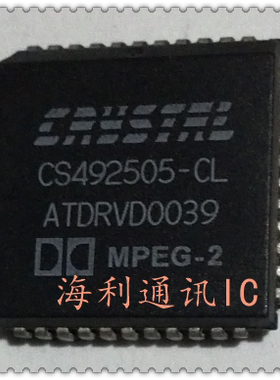 CRYSTAL
CS492505-CL
ATDRVD0039
MPEG-2
海利通讯IC